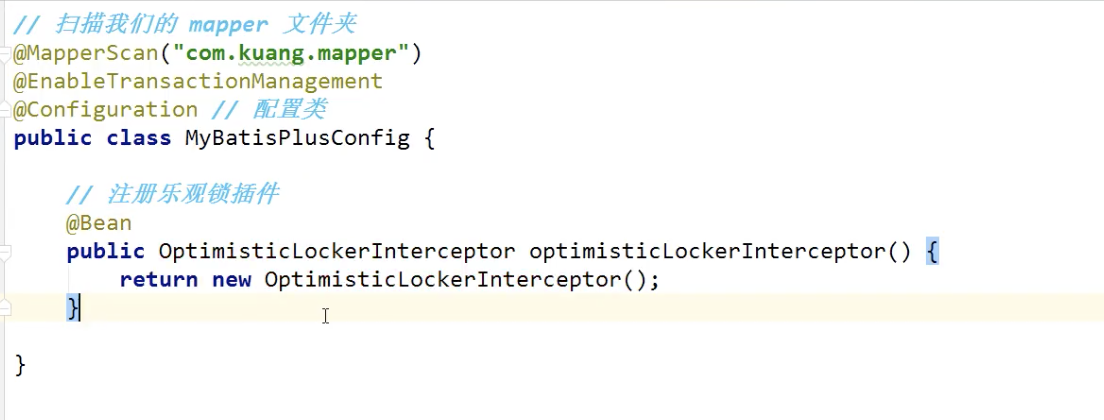 // 扫描我们的 mapper 文件夹
@MapperScan("com.kuang.mapper")
@EnableTransactionManagement
@Configuration // 配置类
public class MyBatisPlusConfig {
    // 注册乐观锁插件
    @Bean
    public OptimisticLockerInterceptor optimisticLockerInterceptor() {
        return new OptimisticLockerInterceptor();
    }
}